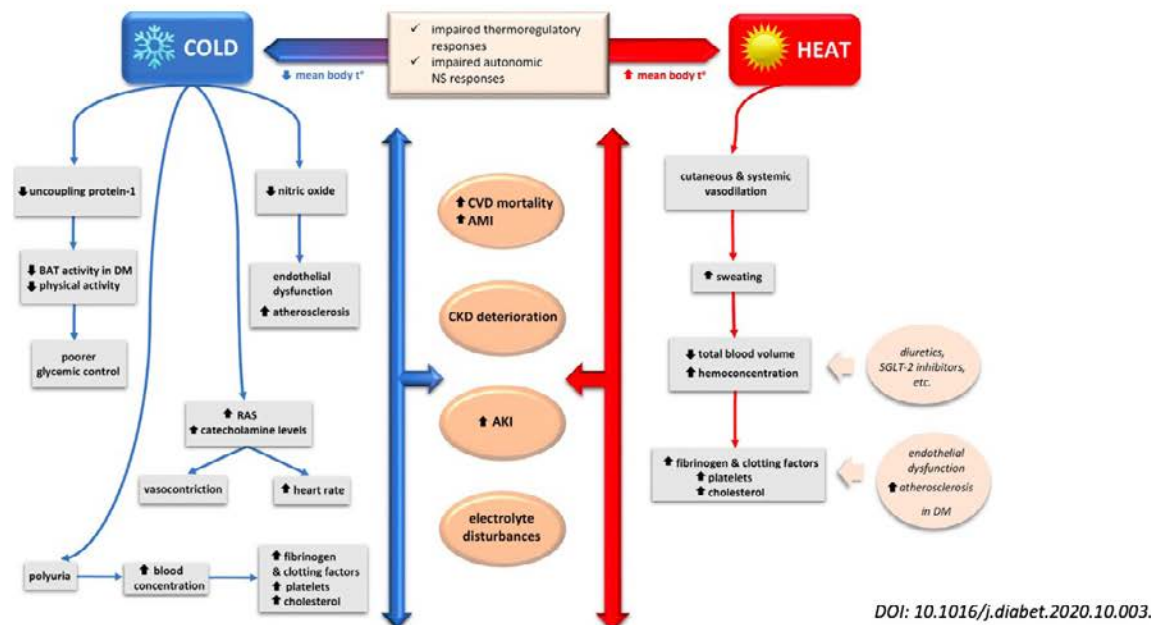 COLD
✓ impaired thermoregulatory
responses
✓ impaired autonomic
NS responses
HEAT
⬇ mean body t°
⬆ mean body t°
⬇ uncoupling protein-1
⬇ BAT activity in DM
⬇ physical activity
poorer
glycemic control
⬇ nitric oxide
endothelial
dysfunction
⬆ atherosclerosis
⬆ RAS
⬆ catecholamine levels
vasocontriction
⬆ heart rate
polyuria
⬆ blood
concentration
⬆ fibrinogen
& clotting factors
⬆ platelets
⬆ cholesterol
⬆ CVD mortality
⬆ AMI
CKD deterioration
⬆ AKI
electrolyte
disturbances
cutaneous & systemic
vasodilation
⬆ sweating
⬇ total blood volume
⬆ hemoconcentration
diuretics,
SGLT-2 inhibitors,
etc.
⬆ fibrinogen & clotting factors
⬆ platelets
⬆ cholesterol
endothelial
dysfunction
⬆ atherosclerosis
in DM
DOI: 10.1016/j.diabet.2020.10.003.